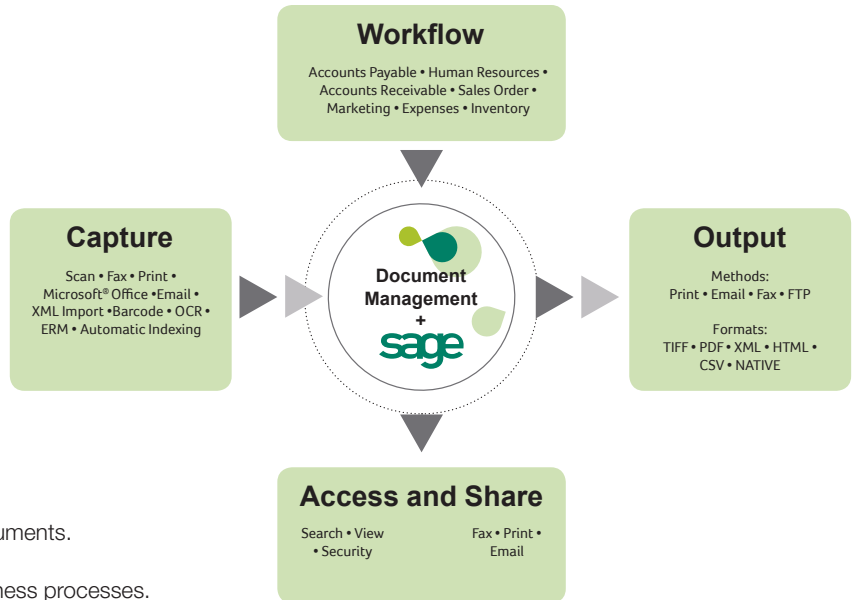 Workflow
Accounts Payable • Human Resources •
Accounts Receivable • Sales Order •
Marketing • Expenses • Inventory
Capture
Scan • Fax • Print •
Microsoft® Office •Email •
XML Import •Barcode • OCR •
ERM • Automatic Indexing
Document
Management
+
sage
Output
Methods:
Print • Email • Fax • FTP
Formats:
TIFF • PDF • XML • HTML •
CSV • NATIVE
Access and Share
Search • View
• Security
Fax • Print •
Email
uments.
ness processes.